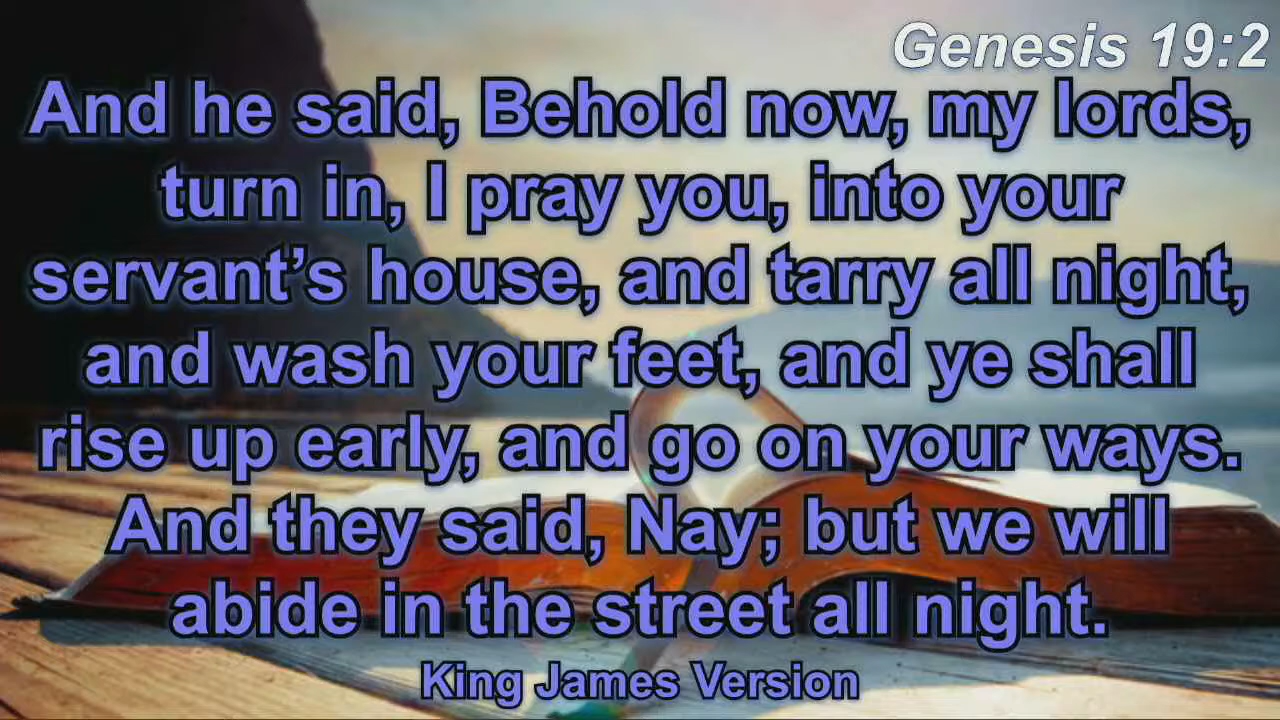 Genesis 19:2
And he said, Behold now, my lords,
turn in, I pray you, into your
servant’s house, and tarry all night,
and wash your feet, and ye shall
rise up early, and go on your ways.
And they said, Nay; but we will
abide in the street all night.
King James Version